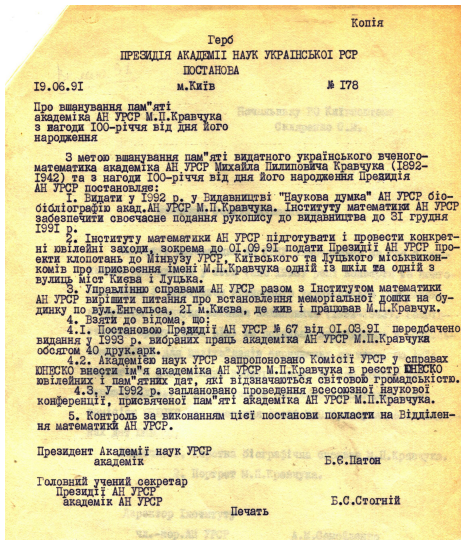 Копія
Герб
ПРЕЗИДІЯ АКАДЕМІЇ НАУК УКРАЇНСЬКОЇ РСР
ПОСТАНОВА
19.06.91 м.Київ № 178
Про вшанування пам"яті
академіка АН УРСР М.П.Кравчука
з нагоди 100-річчя від дня його
народження
З метою вшанування пам"яті видатного українського вченого-
математика академіка АН УРСР Михайла Пилиповича Кравчука (1892-
1942) та з нагоди 100-річчя від дня його народження Президія
АН УРСР постановляє:
1. Видати у 1992 р. у Видавництві "Наукова думка" АН УРСР біо-
бібліографію акад.АН УРСР М.П.Кравчука. Інституту математики АН УРСР
забезпечити своєчасне подання рукопису до видавництва до 31 грудня
1991 р.
2. Інституту математики АН УРСР підготувати і провести конкрет-
ні ювілейні заходи, зокрема до 01.09.91 подати Президії АН УРСР про-
екти клопотань до Мінвузу УРСР, Київського та Луцького міськвикон-
комів про присвоєння імені М.П.Кравчука одній із шкіл та одній з
вулиць міст Києва і Луцька.
3. Управлінню справами АН УРСР разом з Інститутом математики
АН УРСР вирішити питання про встановлення меморіальної дошки на бу-
динку по вул.Енгельса, 21 м.Києва, де жив і працював М.П.Кравчук.
4. Взяти до відома, що:
4.1. Постановою Президії АН УРСР № 67 від 01.03.91 передбачено
видання у 1993 р. вибраних праць академіка АН УРСР М.П.Кравчука
обсягом 40 друк.арк.
4.2. Академією наук УРСР запропоновано Комісії УРСР у справах
ЮНЕСКО внести ім"я академіка АН УРСР М.П.Кравчука в реєстр ЮНЕСКО
ювілейних і пам"ятних дат, які відзначаються світовою громадськістю.
4.3. У 1992 р. заплановано проведення всесоюзної наукової
конференції, присвяченої пам"яті академіка АН УРСР М.П.Кравчука.
5. Контроль за виконанням цієї постанови покласти на Відділен-
ня математики АН УРСР.
Президент Академії наук УРСР
академік Б.Є.Патон
Головний учений секретар
Президії АН УРСР
академік АН УРСР Б.С.Стогній
Печать